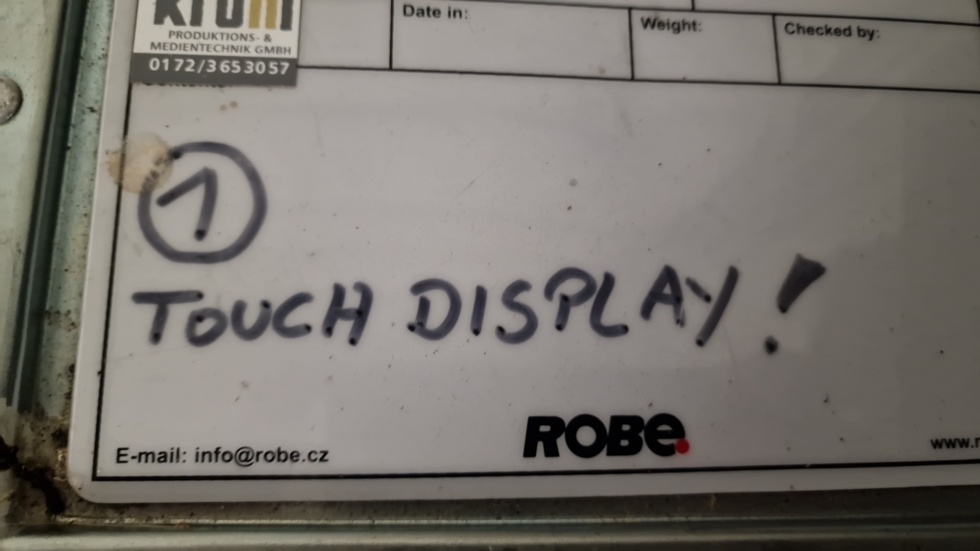 Date in:
Weight:
Checked by:
PRODUKTIONS- &
MEDIENTECHNIK GMBH
0172/3653057
1
TOUCH DISPLAY!
ROBE
E-mail: info@robe.cz